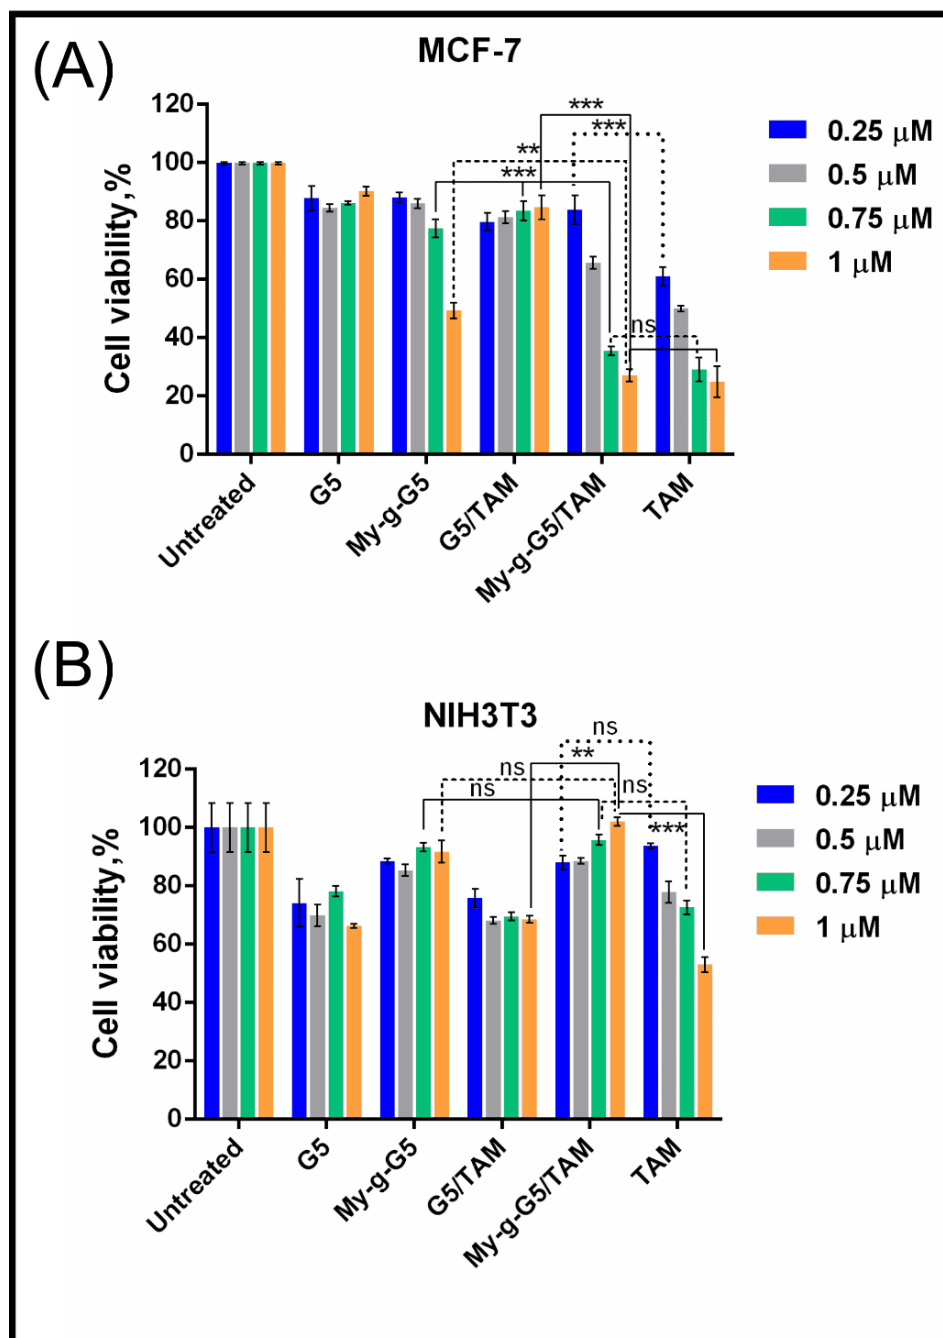 (A)
MCF-7
Cell viability,%
120
100
80
60
40
20
0
***
***
**
***
ns
0.25 μM
0.5 μM
0.75 μM
1 μM
Untreated
G5
My-g-G5
G5/TAM
My-g-G5/TAM
TAM
(B)
NIH3T3
Cell viability,%
120
100
80
60
40
20
0
ns
**
ns
ns
ns
***
0.25 μM
0.5 μM
0.75 μM
1 μM
Untreated
G5
My-g-G5
G5/TAM
My-g-G5/TAM
TAM